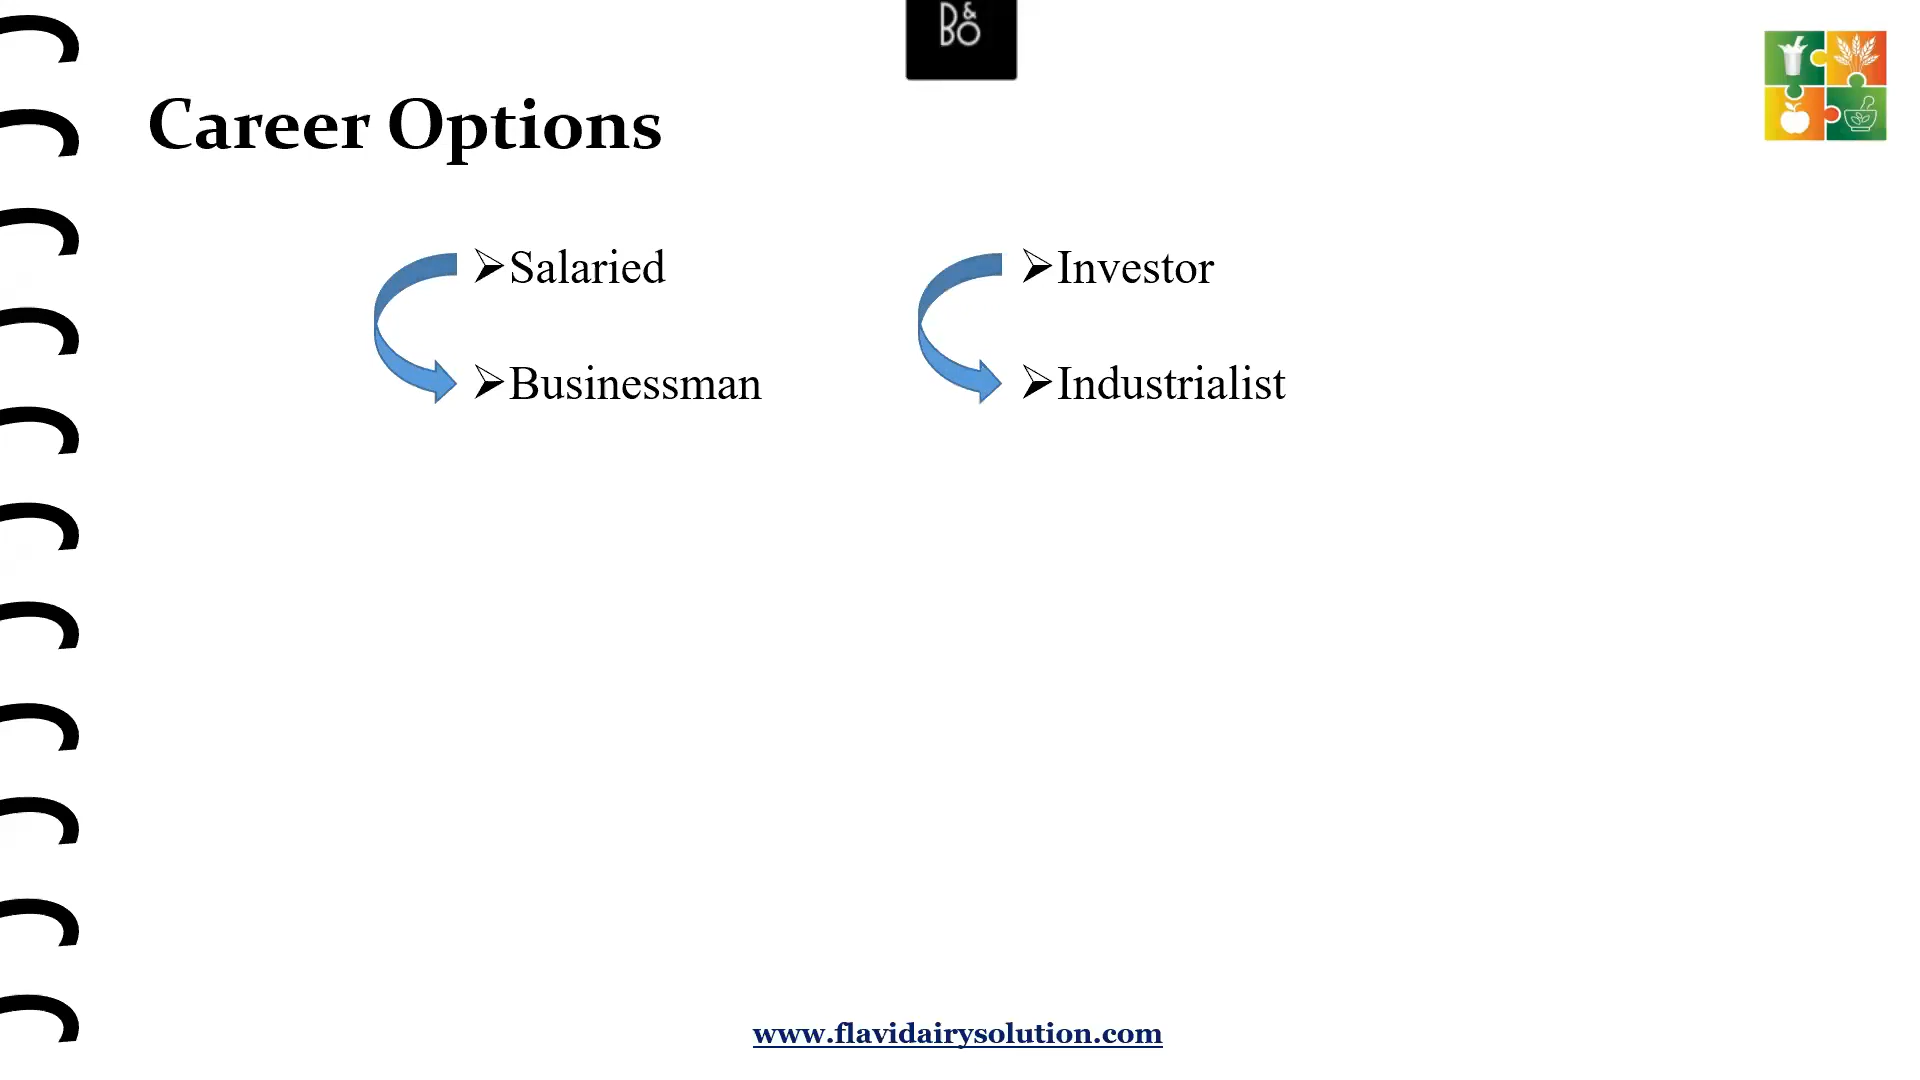 B&O
Career Options
➢Salaried
➢Businessman
➢Investor
➢Industrialist
www.flavidairysolution.com